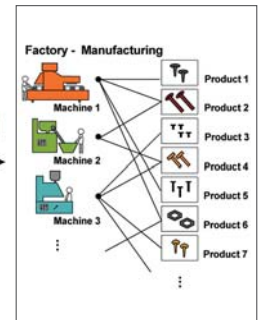 Factory - Manufacturing
Product 1
Machine 1
Product 2
Product 3
Machine 2
Product 4
Product 5
Machine 3
Product 6
Product 7